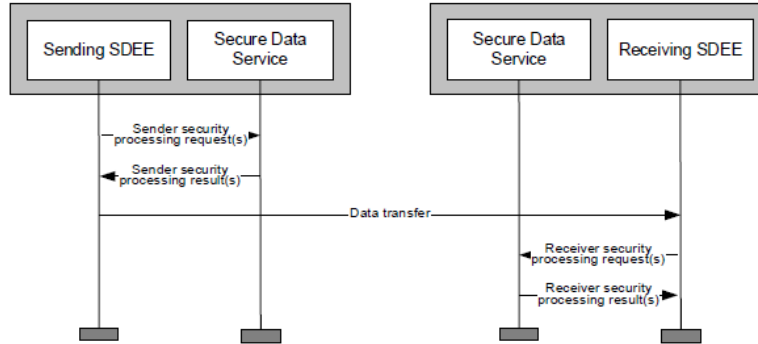 Sending SDEE
Secure Data
Service
Secure Data
Service
Receiving SDEE
Sender security
processing request(s)
Sender security
processing result(s)
Data transfer
Receiver security
processing request(s)
Receiver security
processing result(s)